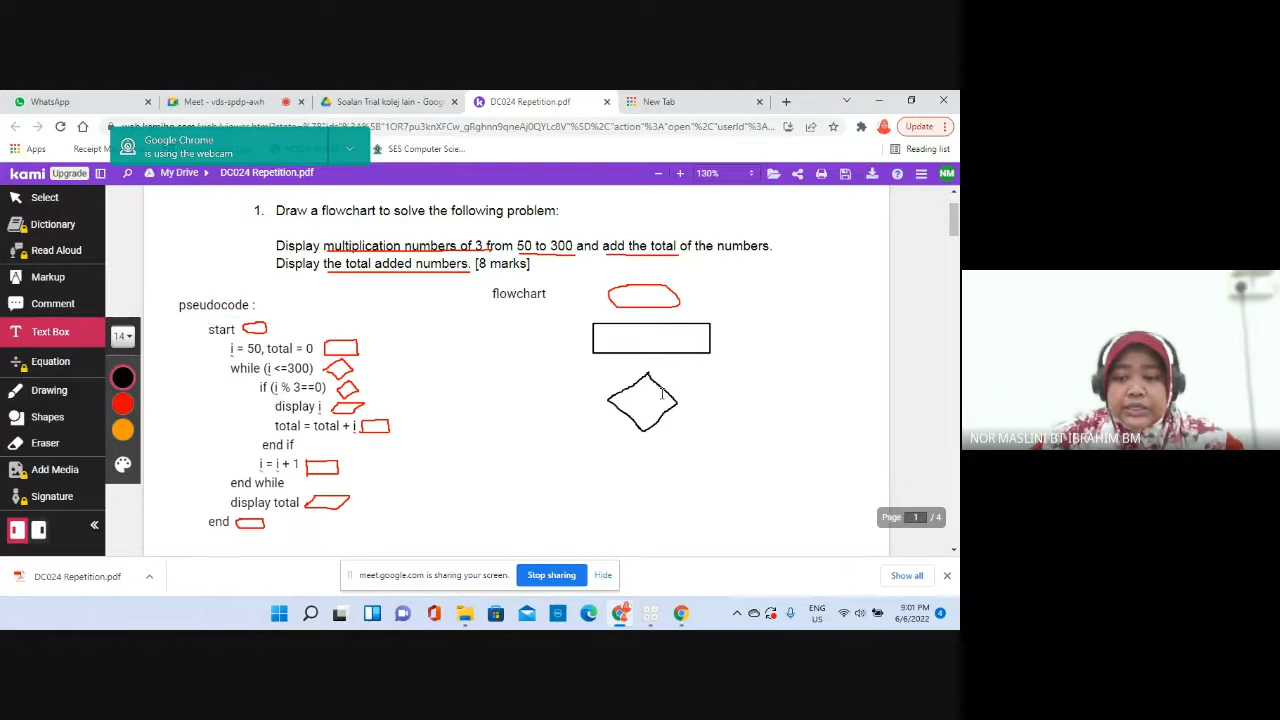 WhatsApp
Meet - vds-spdp-awh
Soalan Trial kolej lain - Goog
DC024 Repetition.pdf
New Tab
Update
Google Chrome
is using the webcam
Apps
Receipt
SES Computer Scie...
Reading list
kami
Upgrade
My Drive
DC024 Repetition.pdf
130%
NM
Select
Dictionary
Read Aloud
Markup
Comment
Text Box
Equation
Drawing
Shapes
Eraser
Add Media
Signature
14
1. Draw a flowchart to solve the following problem:
Display multiplication numbers of 3 from 50 to 300 and add the total of the numbers.
Display the total added numbers. [8 marks]
pseudocode :
flowchart
start
i = 50, total = 0
while (i <=300)
if (i % 3==0)
display i
total = total + i
end if
i = i + 1
end while
display total
end
Page 1 / 4
NOR MASLINI BT IBRAHIM BM
DC024 Repetition.pdf
meet.google.com is sharing your screen.
Stop sharing
Hide
Show all
ENG
US
9:01 PM
6/6/2022
4